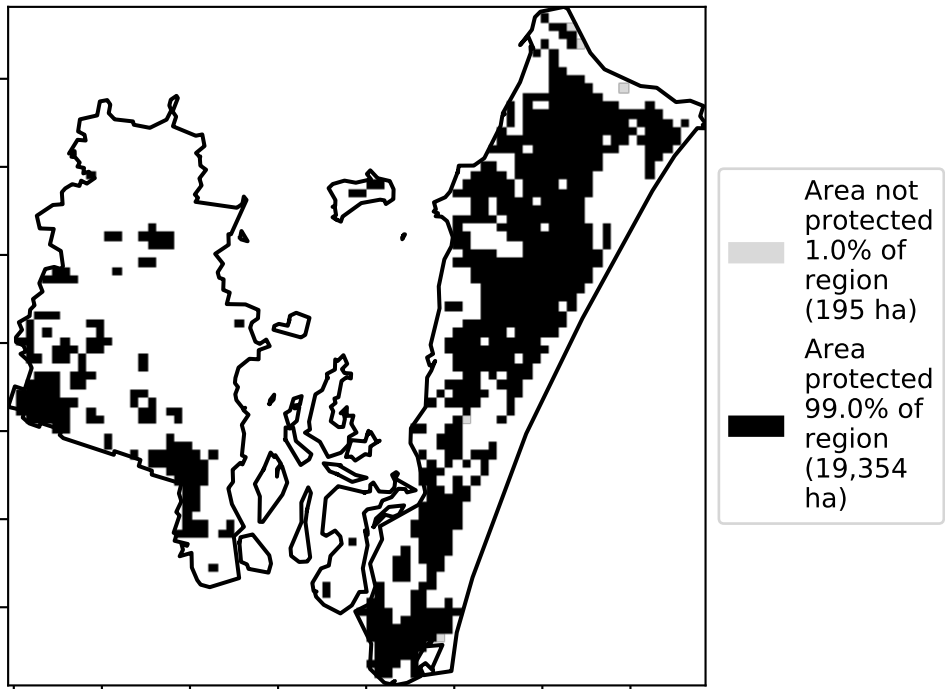 Area not
protected
1.0% of
region
(195 ha)
Area
protected
99.0% of
region
(19,354
ha)